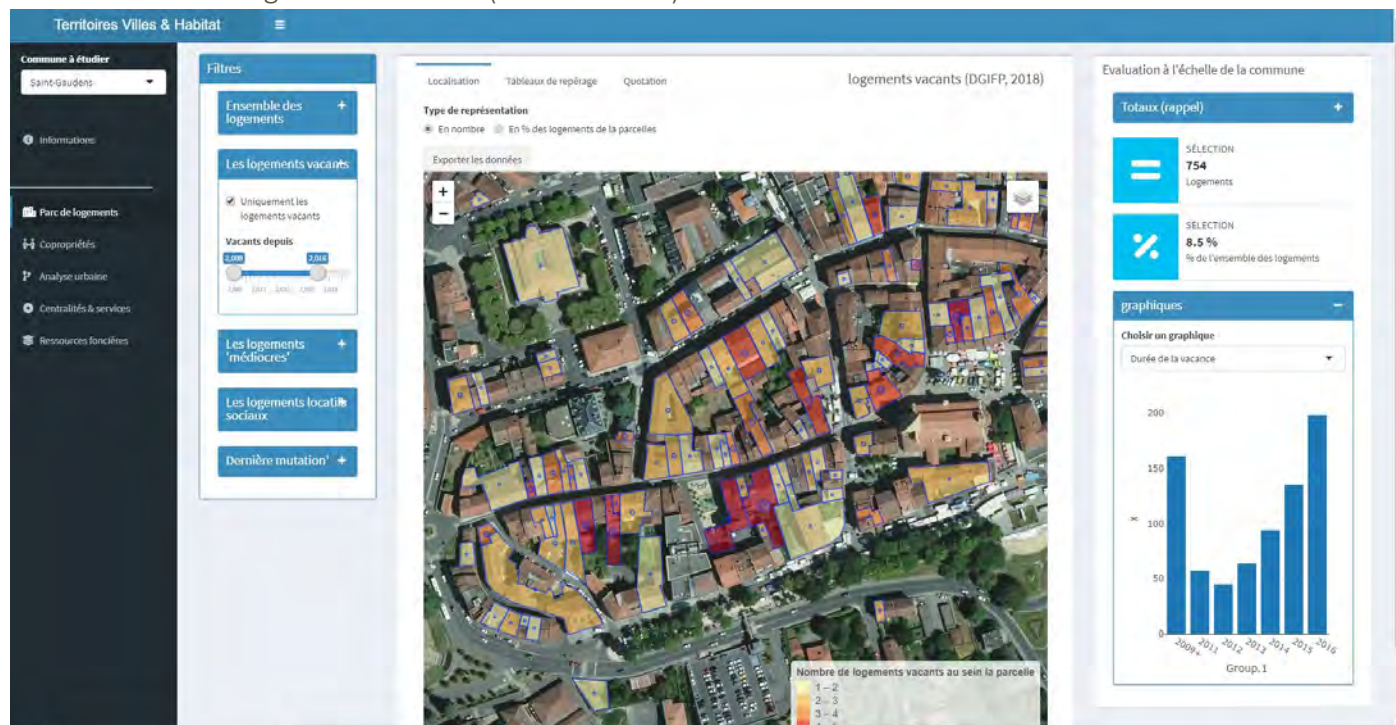 Territoires Villes & Habitat
Commune à étudier
Saint-Gaudens
Informations
Parc de logements
Copropriétés
Analyse urbaine
Centralités & services
Ressources foncières
Filtres
Ensemble des
logements
+
Les logements vacants
Uniquement les
logements vacants
Vacants depuis
2,009
2,016
Les logements
'médiocres'
+
Les logements locatifs
sociaux
Dernière mutation'
+
Localisation
Tableaux de repérage
Quotation
logements vacants (DGIFP, 2018)
Type de représentation
En nombre
En % des logements de la parcelles
Exporter les données
+
−
Nombre de logements vacants au sein la parcelle
1 – 2
2 – 3
3 – 4
Evaluation à l'échelle de la commune
Totaux (rappel)
+
SÉLECTION
754
Logements
%
SÉLECTION
8.5 %
% de l'ensemble des logements
graphiques
−
Choisir un graphique
Durée de la vacance
200
150
100
50
0
x
2009+
2011
2012
2013
2014
2015
2016
Group.1